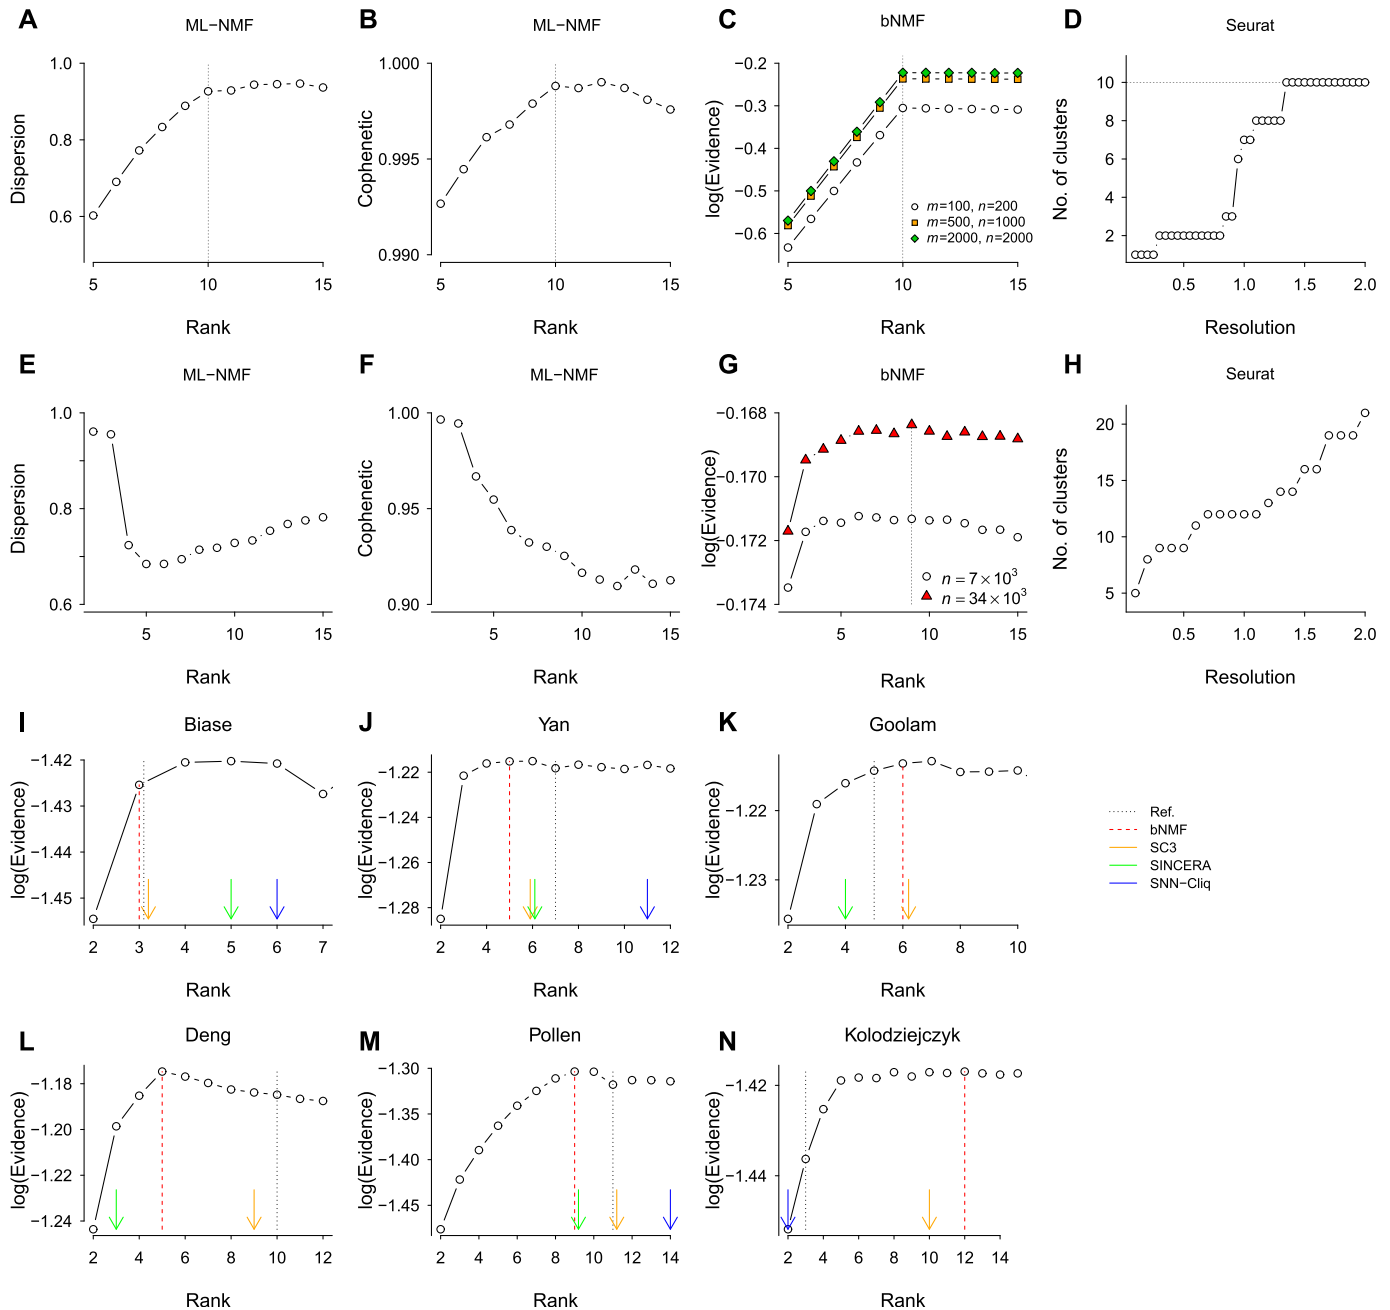 A
ML−NMF
Dispersion
1.0
0.8
0.6
5
10
15
Rank
B
ML−NMF
Cophenetic
1.000
0.995
0.990
5
10
15
Rank
C
bNMF
log(Evidence)
−0.2
−0.3
−0.4
−0.5
−0.6
m=100, n=200
m=500, n=1000
m=2000, n=2000
5
10
15
Rank
D
Seurat
No. of clusters
10
8
6
4
2
0.5
1.0
1.5
2.0
Resolution
E
ML−NMF
Dispersion
1.0
0.8
0.6
5
10
15
Rank
F
ML−NMF
Cophenetic
1.00
0.95
0.90
5
10
15
Rank
G
bNMF
log(Evidence)
−0.168
−0.170
−0.172
−0.174
n = 7 × 10³
n = 34 × 10³
5
10
15
Rank
H
Seurat
No. of clusters
20
15
10
5
0.5
1.0
1.5
2.0
Resolution
I
Biase
log(Evidence)
−1.42
−1.43
−1.44
−1.45
2 3 4 5 6 7
Rank
J
Yan
log(Evidence)
−1.22
−1.24
−1.26
−1.28
2 4 6 8 10 12
Rank
K
Goolam
log(Evidence)
−1.22
−1.23
2 4 6 8 10
Rank
Ref.
bNMF
SC3
SINCERA
SNN−Cliq
L
Deng
log(Evidence)
−1.18
−1.20
−1.22
−1.24
2 4 6 8 10 12
Rank
M
Pollen
log(Evidence)
−1.30
−1.35
−1.40
−1.45
2 4 6 8 10 12 14
Rank
N
Kolodziejczyk
log(Evidence)
−1.42
−1.44
2 4 6 8 10 12 14
Rank